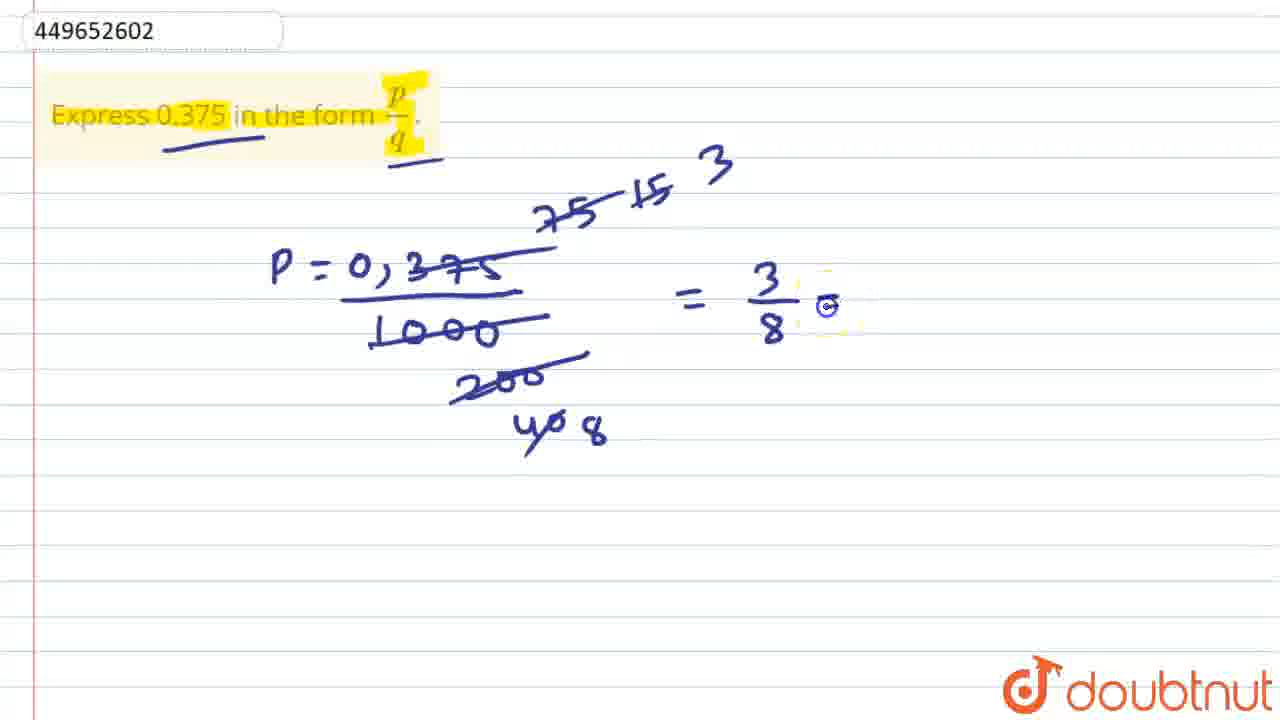 449652602
Express 0.375 in the form p/q.
75 15 3
P = 0,375
1000
= 3/8 =
200
40 8
doubtnut